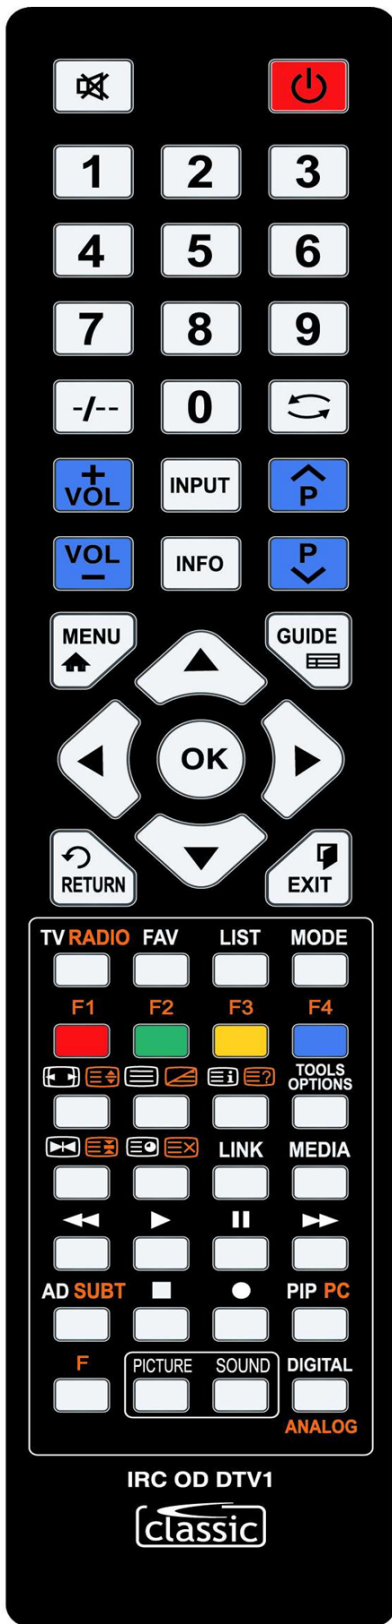 1 2 3
4 5 6
7 8 9
-/-- 0
+
VOL INPUT P
VOL
- INFO P
MENU GUIDE
OK
RETURN EXIT
TV RADIO FAV LIST MODE
F1 F2 F3 F4
TOOLS
OPTIONS
LINK MEDIA
AD SUBT PIP PC
F PICTURE SOUND DIGITAL
ANALOG
IRC OD DTV1
classic